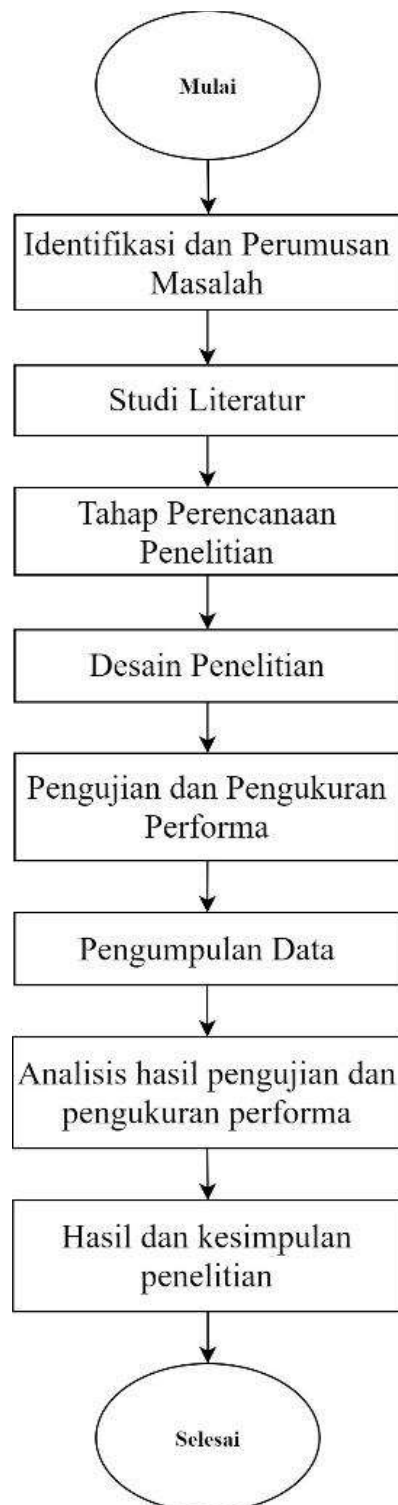 Mulai
Identifikasi dan Perumusan
Masalah
Studi Literatur
Tahap Perencanaan
Penelitian
Desain Penelitian
Pengujian dan Pengukuran
Performa
Pengumpulan Data
Analisis hasil pengujian dan
pengukuran performa
Hasil dan kesimpulan
penelitian
Selesai